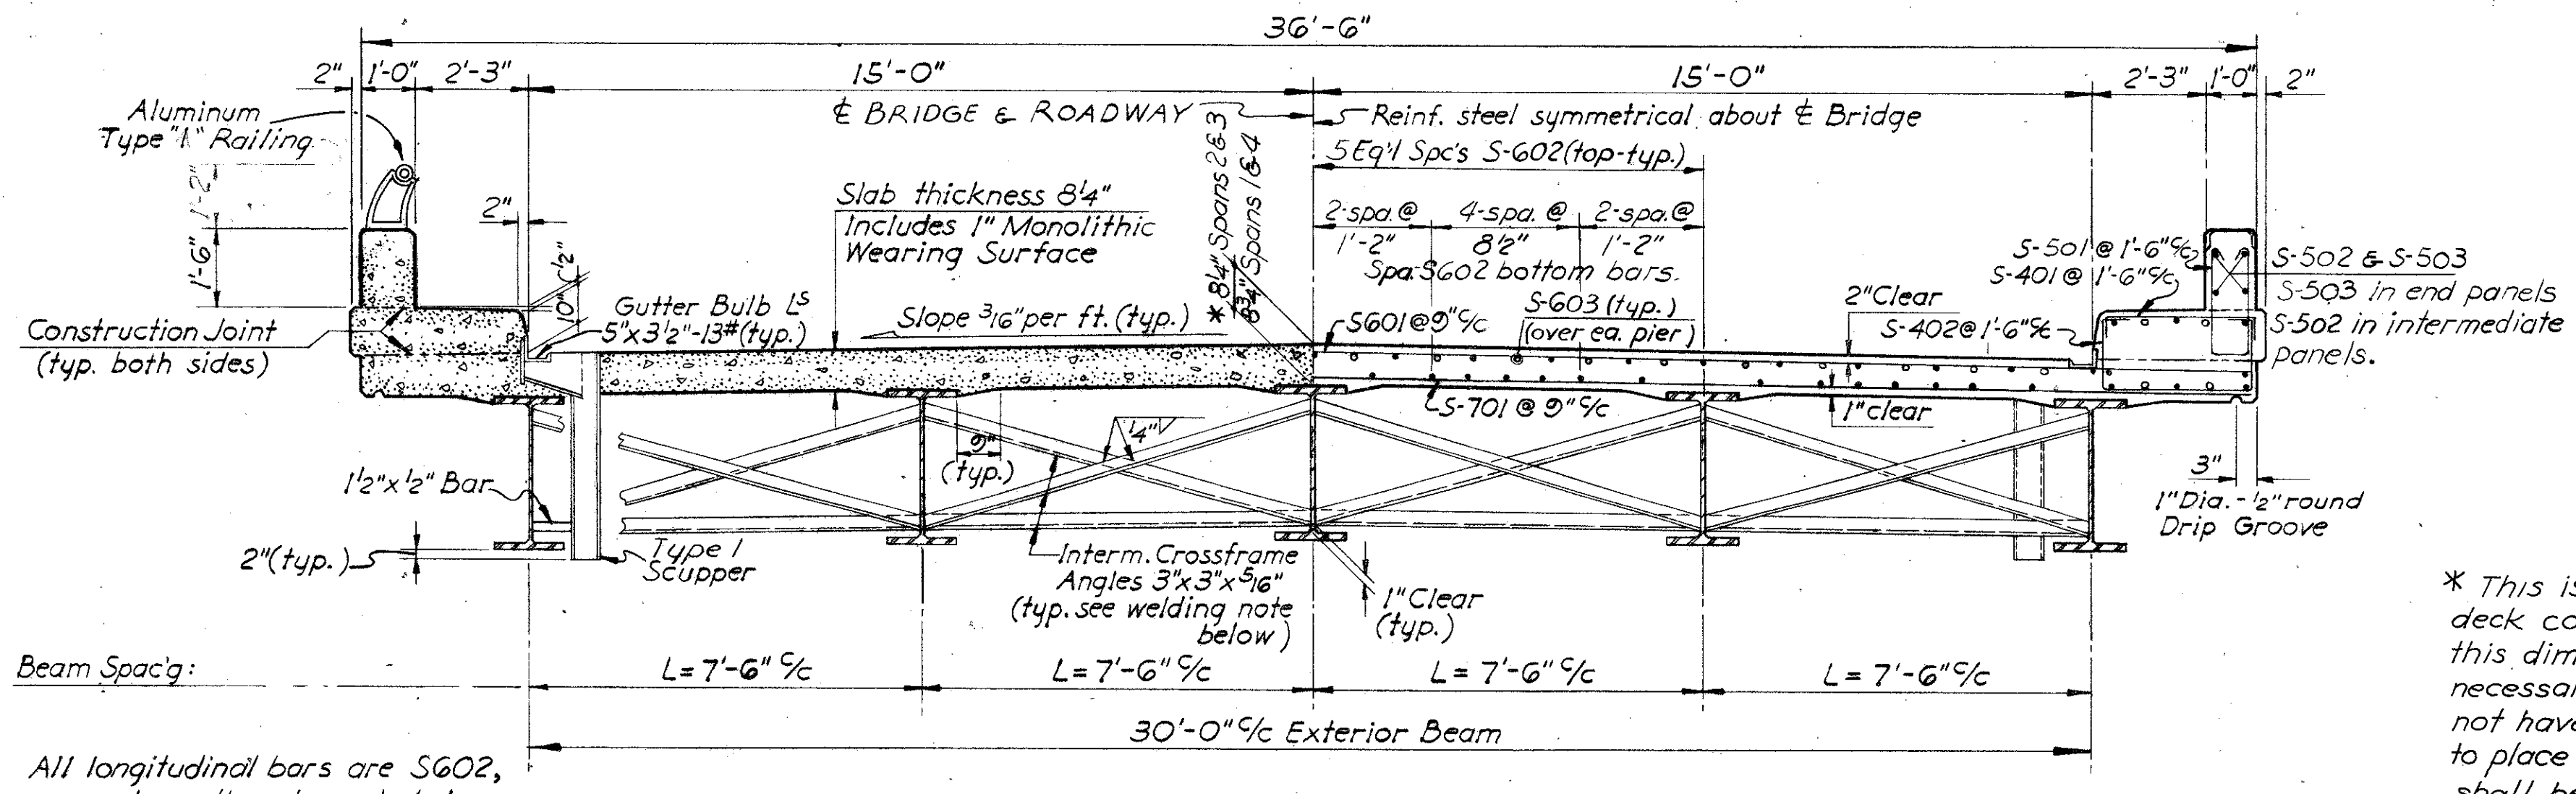 36'-6"
2" 1'-0" 2'-3" 15'-0" 15'-0" 2'-3" 1'-0" 2"
Aluminum
Type "A" Railing
℄ BRIDGE & ROADWAY
Reinf. steel symmetrical about ℄ Bridge
5 Eq'l Spc's S-602 (top-typ.)
1'-2"
1'-6"
2"
10" (½"
Slab thickness 8¼"
Includes 1" Monolithic
Wearing Surface
* 8¼" Spans 2&3
8¾" Spans 1&4
2-spa. @ 4-spa. @ 2-spa. @
1'-2" 8½" 1'-2"
Spa. S602 bottom bars.
S-501 @ 1'-6" c/c
S-401 @ 1'-6" c/c
S-502 & S-503
S-503 in end panels
S-502 in intermediate
panels.
Construction Joint
(typ. both sides)
Gutter Bulb Ls
5"x3½"-13# (typ.)
Slope 3/16" per ft. (typ.)
S601 @ 9" c/c
S-603 (typ.)
(over ea. pier)
2" Clear
S-402 @ 1'-6" c/c
S-701 @ 9" c/c
1" clear
¼"
9"
(typ.)
1½"x½" Bar
2" (typ.)
Type 1
Scupper
Interm. Crossframe
Angles 3"x3"x5/16"
(typ. see welding note
below)
1" Clear
(typ.)
3"
1" Dia. - ½" round
Drip Groove
Beam Spac'g:
L = 7'-6" c/c L = 7'-6" c/c L = 7'-6" c/c L = 7'-6" c/c
30'-0" c/c Exterior Beam
All longitudinal bars are S602,
* This is
deck co
this dim
necessar
not have
to place
shall be